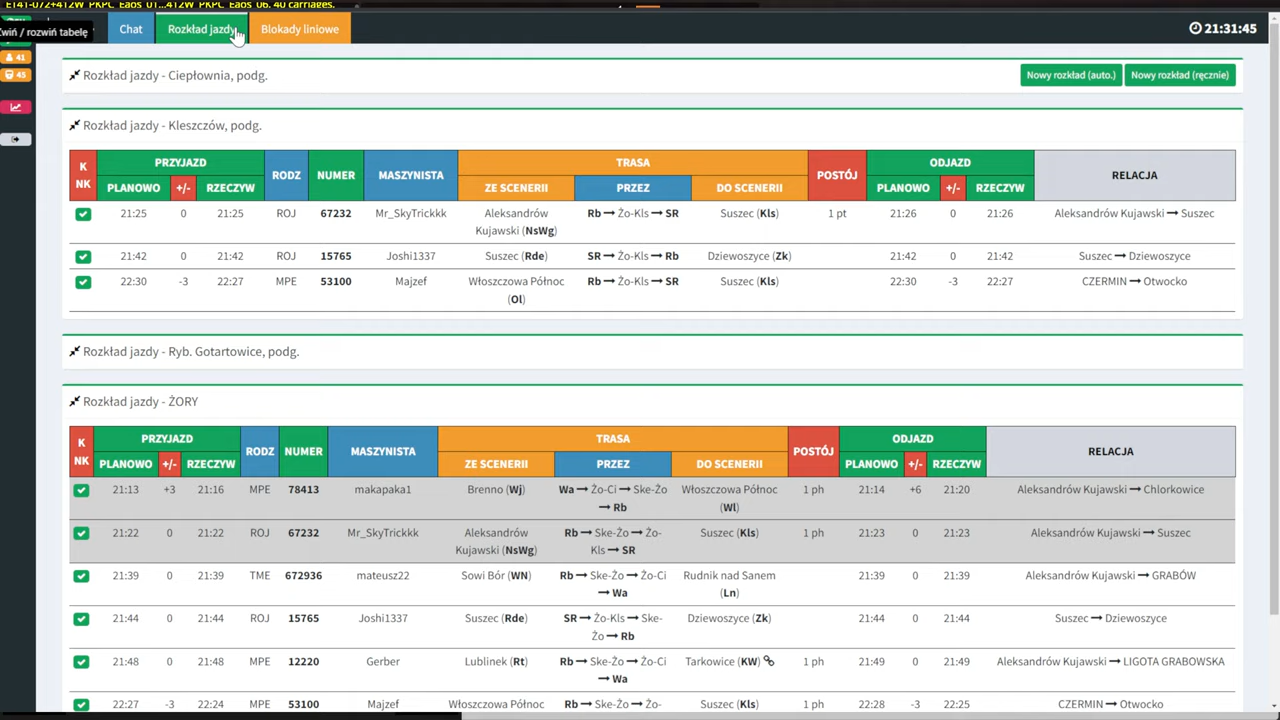 ET41-072+412W_PKPC_Eaos_01...412W_PKPC_Eaos_06. 40 carriages.
Zwiń / rozwiń tabelę
Chat
Rozkład jazdy
Blokady liniowe
21:31:45
41
45
Rozkład jazdy - Ciepłownia, podg.
Nowy rozkład (auto.)
Nowy rozkład (ręcznie)
Rozkład jazdy - Kleszczów, podg.
K NK PRZYJAZD RODZ NUMER MASZYNISTA TRASA POSTÓJ ODJAZD RELACJA
PLANOWO +/- RZECZYW ZE SCENERII PRZEZ DO SCENERII PLANOWO +/- RZECZYW
21:25 0 21:25 ROJ 67232 Mr_SkyTrickkk Aleksandrów Rb → Żo-Kls → SR Suszec (Kls) 1 pt 21:26 0 21:26 Aleksandrów Kujawski → Suszec
Kujawski (NsWg)
21:42 0 21:42 ROJ 15765 Joshi1337 Suszec (Rde) SR → Żo-Kls → Rb Dziewoszyce (Zk) 21:42 0 21:42 Suszec → Dziewoszyce
22:30 -3 22:27 MPE 53100 Majzef Włoszczowa Północ Rb → Żo-Kls → SR Suszec (Kls) 22:30 -3 22:27 CZERMIN → Otwocko
(Ol)
Rozkład jazdy - Ryb. Gotartowice, podg.
Rozkład jazdy - ŻORY
K NK PRZYJAZD RODZ NUMER MASZYNISTA TRASA POSTÓJ ODJAZD RELACJA
PLANOWO +/- RZECZYW ZE SCENERII PRZEZ DO SCENERII PLANOWO +/- RZECZYW
21:13 +3 21:16 MPE 78413 makapaka1 Brenno (Wj) Wa → Żo-Ci → Ske-Żo Włoszczowa Północ 1 ph 21:14 +6 21:20 Aleksandrów Kujawski → Chlorkowice
→ Rb (Wl)
21:22 0 21:22 ROJ 67232 Mr_SkyTrickkk Aleksandrów Rb → Ske-Żo → Żo- Suszec (Kls) 1 ph 21:23 0 21:23 Aleksandrów Kujawski → Suszec
Kujawski (NsWg) Kls → SR
21:39 0 21:39 TME 672936 mateusz22 Sowi Bór (WN) Rb → Ske-Żo → Żo-Ci Rudnik nad Sanem 21:39 0 21:39 Aleksandrów Kujawski → GRABÓW
→ Wa (Ln)
21:44 0 21:44 ROJ 15765 Joshi1337 Suszec (Rde) SR → Żo-Kls → Ske- Dziewoszyce (Zk) 1 ph 21:44 0 21:44 Suszec → Dziewoszyce
Żo → Rb
21:48 0 21:48 MPE 12220 Gerber Lublinek (Rt) Rb → Ske-Żo → Żo-Ci Tarkowice (KW) 1 ph 21:49 0 21:49 Aleksandrów Kujawski → LIGOTA GRABOWSKA
→ Wa
22:27 -3 22:24 MPE 53100 Majzef Włoszczowa Północ Rb → Ske-Żo → Żo- Suszec (Kls) 1 ph 22:28 -3 22:25 CZERMIN → Otwocko